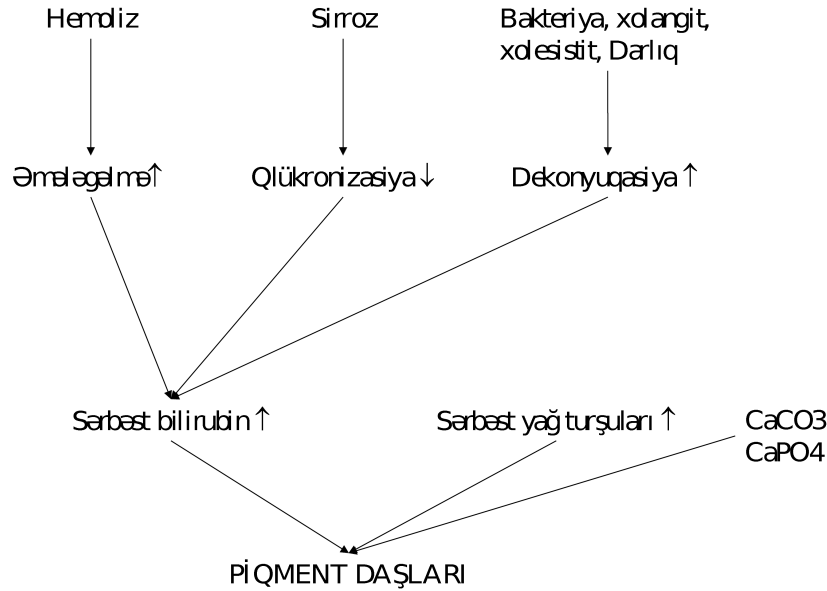 Hemoliz
Sirroz
Bakteriya, xolangit,
xolesistit, Darlıq
Əmələgəlmə↑
Qlükronizasiya ↓
Dekonyuqasiya ↑
Sərbəst bilirubin ↑
Sərbəst yağ turşuları ↑
CaCO3
CaPO4
PİQMENT DAŞLARI